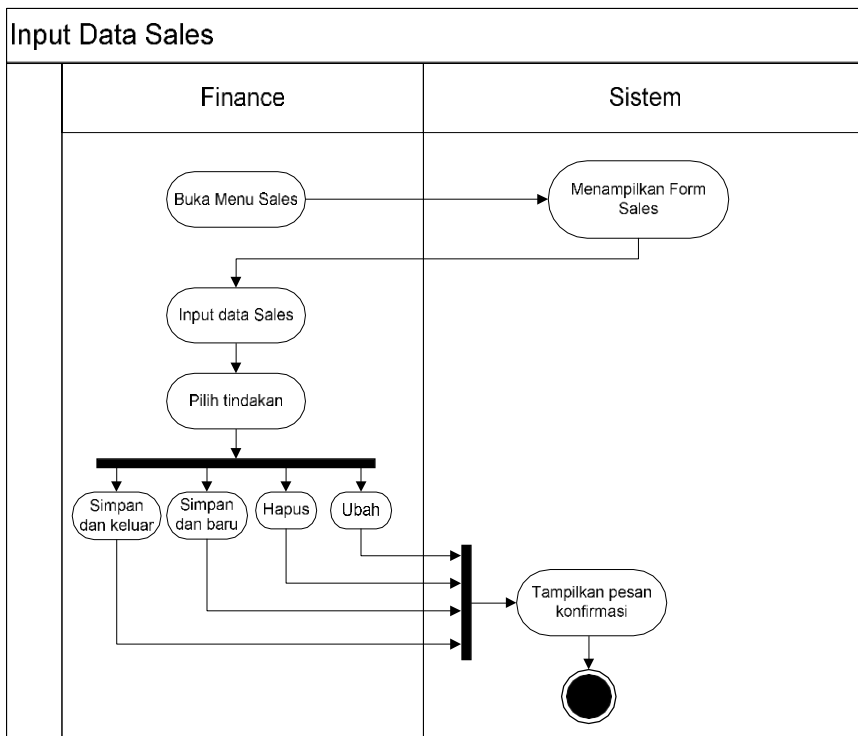 Input Data Sales
Finance
Sistem
Buka Menu Sales
Menampilkan Form
Sales
Input data Sales
Pilih tindakan
Simpan
dan keluar
Simpan
dan baru
Hapus
Ubah
Tampilkan pesan
konfirmasi